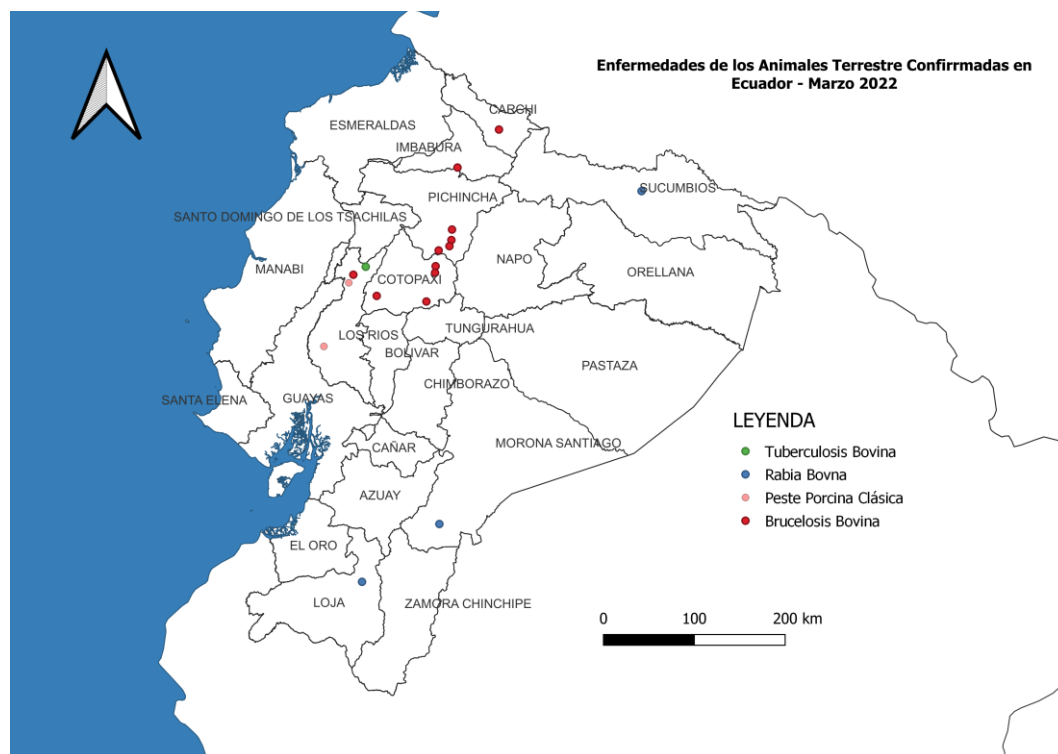 Enfermedades de los Animales Terrestre Confirrmadas en
Ecuador - Marzo 2022
CARCHI
ESMERALDAS
IMBABURA
SUCUMBIOS
PICHINCHA
SANTO DOMINGO DE LOS TSACHILAS
NAPO
MANABI
ORELLANA
COTOPAXI
TUNGURAHUA
LOS RIOS
BOLIVAR
PASTAZA
CHIMBORAZO
SANTA ELENA
GUAYAS
MORONA SANTIAGO
CAÑAR
AZUAY
EL ORO
LOJA
ZAMORA CHINCHIPE
LEYENDA
Tuberculosis Bovina
Rabia Bovna
Peste Porcina Clásica
Brucelosis Bovina
0 100 200 km